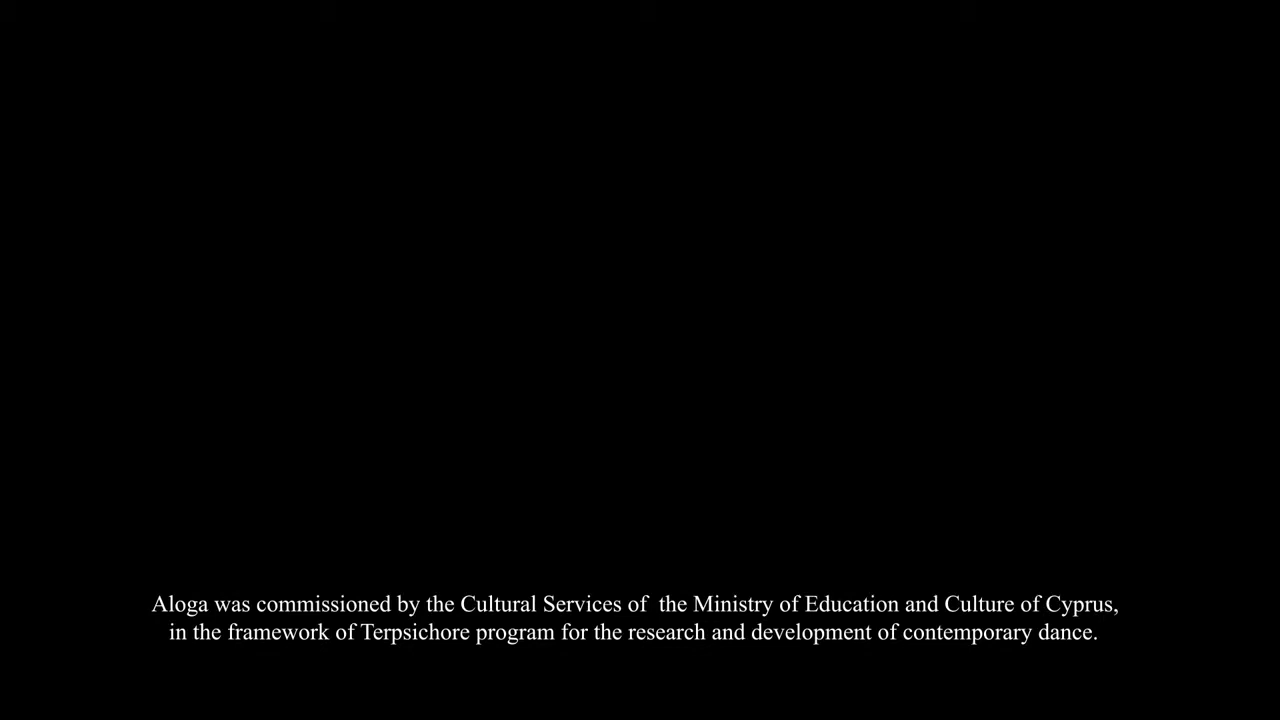 Aloga was commissioned by the Cultural Services of  the Ministry of Education and Culture of Cyprus,
in the framework of Terpsichore program for the research and development of contemporary dance.